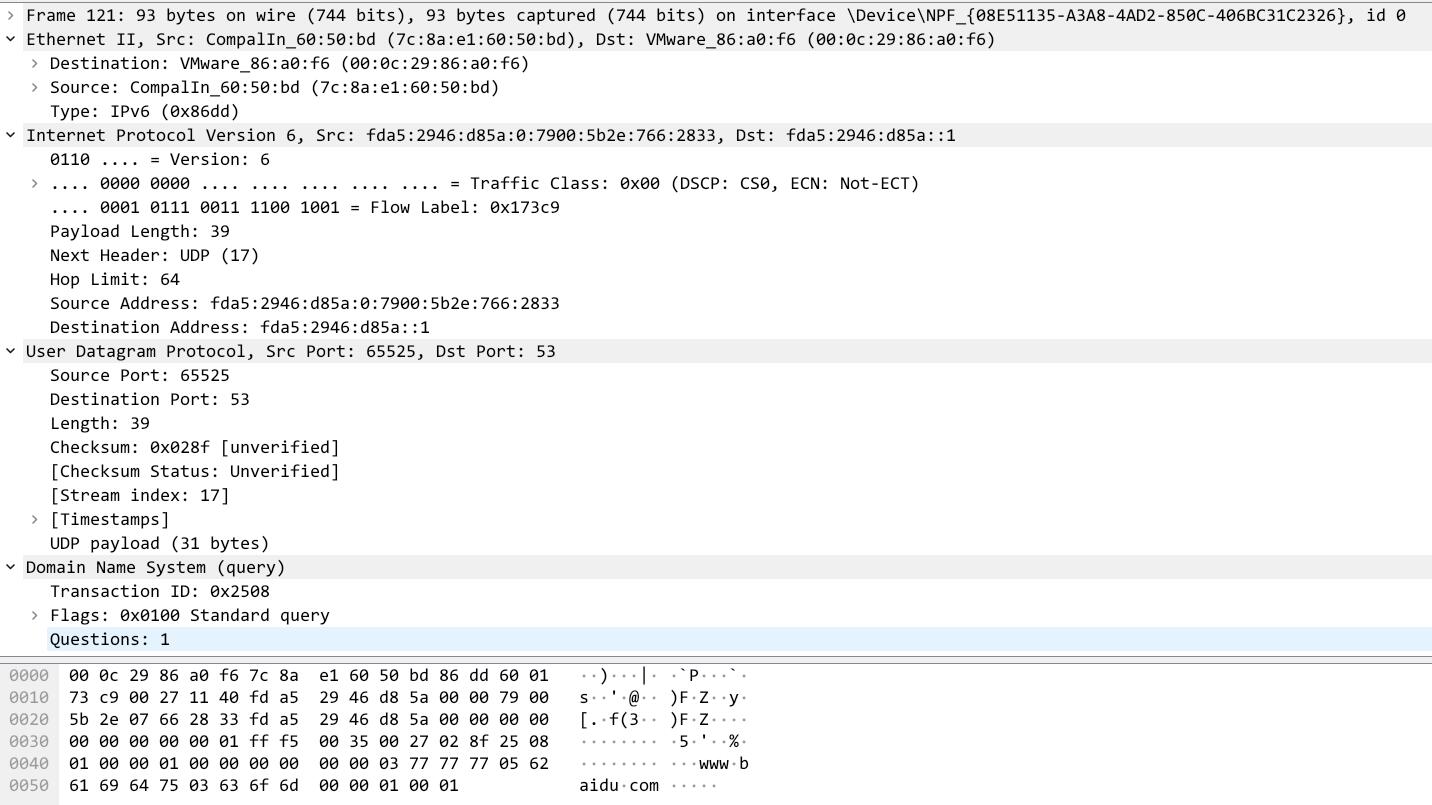 Frame 121: 93 bytes on wire (744 bits), 93 bytes captured (744 bits) on interface \Device\NPF_{08E51135-A3A8-4AD2-850C-406BC31C2326}, id 0
Ethernet II, Src: CompalIn_60:50:bd (7c:8a:e1:60:50:bd), Dst: VMware_86:a0:f6 (00:0c:29:86:a0:f6)
Destination: VMware_86:a0:f6 (00:0c:29:86:a0:f6)
Source: CompalIn_60:50:bd (7c:8a:e1:60:50:bd)
Type: IPv6 (0x86dd)
Internet Protocol Version 6, Src: fda5:2946:d85a:0:7900:5b2e:766:2833, Dst: fda5:2946:d85a::1
0110 .... = Version: 6
.... 0000 0000 .... .... .... .... .... = Traffic Class: 0x00 (DSCP: CS0, ECN: Not-ECT)
.... 0001 0111 0011 1100 1001 = Flow Label: 0x173c9
Payload Length: 39
Next Header: UDP (17)
Hop Limit: 64
Source Address: fda5:2946:d85a:0:7900:5b2e:766:2833
Destination Address: fda5:2946:d85a::1
User Datagram Protocol, Src Port: 65525, Dst Port: 53
Source Port: 65525
Destination Port: 53
Length: 39
Checksum: 0x028f [unverified]
[Checksum Status: Unverified]
[Stream index: 17]
[Timestamps]
UDP payload (31 bytes)
Domain Name System (query)
Transaction ID: 0x2508
Flags: 0x0100 Standard query
Questions: 1
0000 00 0c 29 86 a0 f6 7c 8a e1 60 50 bd 86 dd 60 01 ··)···|· ·`P···`·
0010 73 c9 00 27 11 40 fd a5 29 46 d8 5a 00 00 79 00 s··'·@·· )F·Z··y·
0020 5b 2e 07 66 28 33 fd a5 29 46 d8 5a 00 00 00 00 [.·f(3·· )F·Z····
0030 00 00 00 00 00 01 ff f5 00 35 00 27 02 8f 25 08 ········ ·5·'··%·
0040 01 00 00 01 00 00 00 00 00 00 03 77 77 77 05 62 ········ ···www·b
0050 61 69 64 75 03 63 6f 6d 00 00 01 00 01 aidu·com ·····